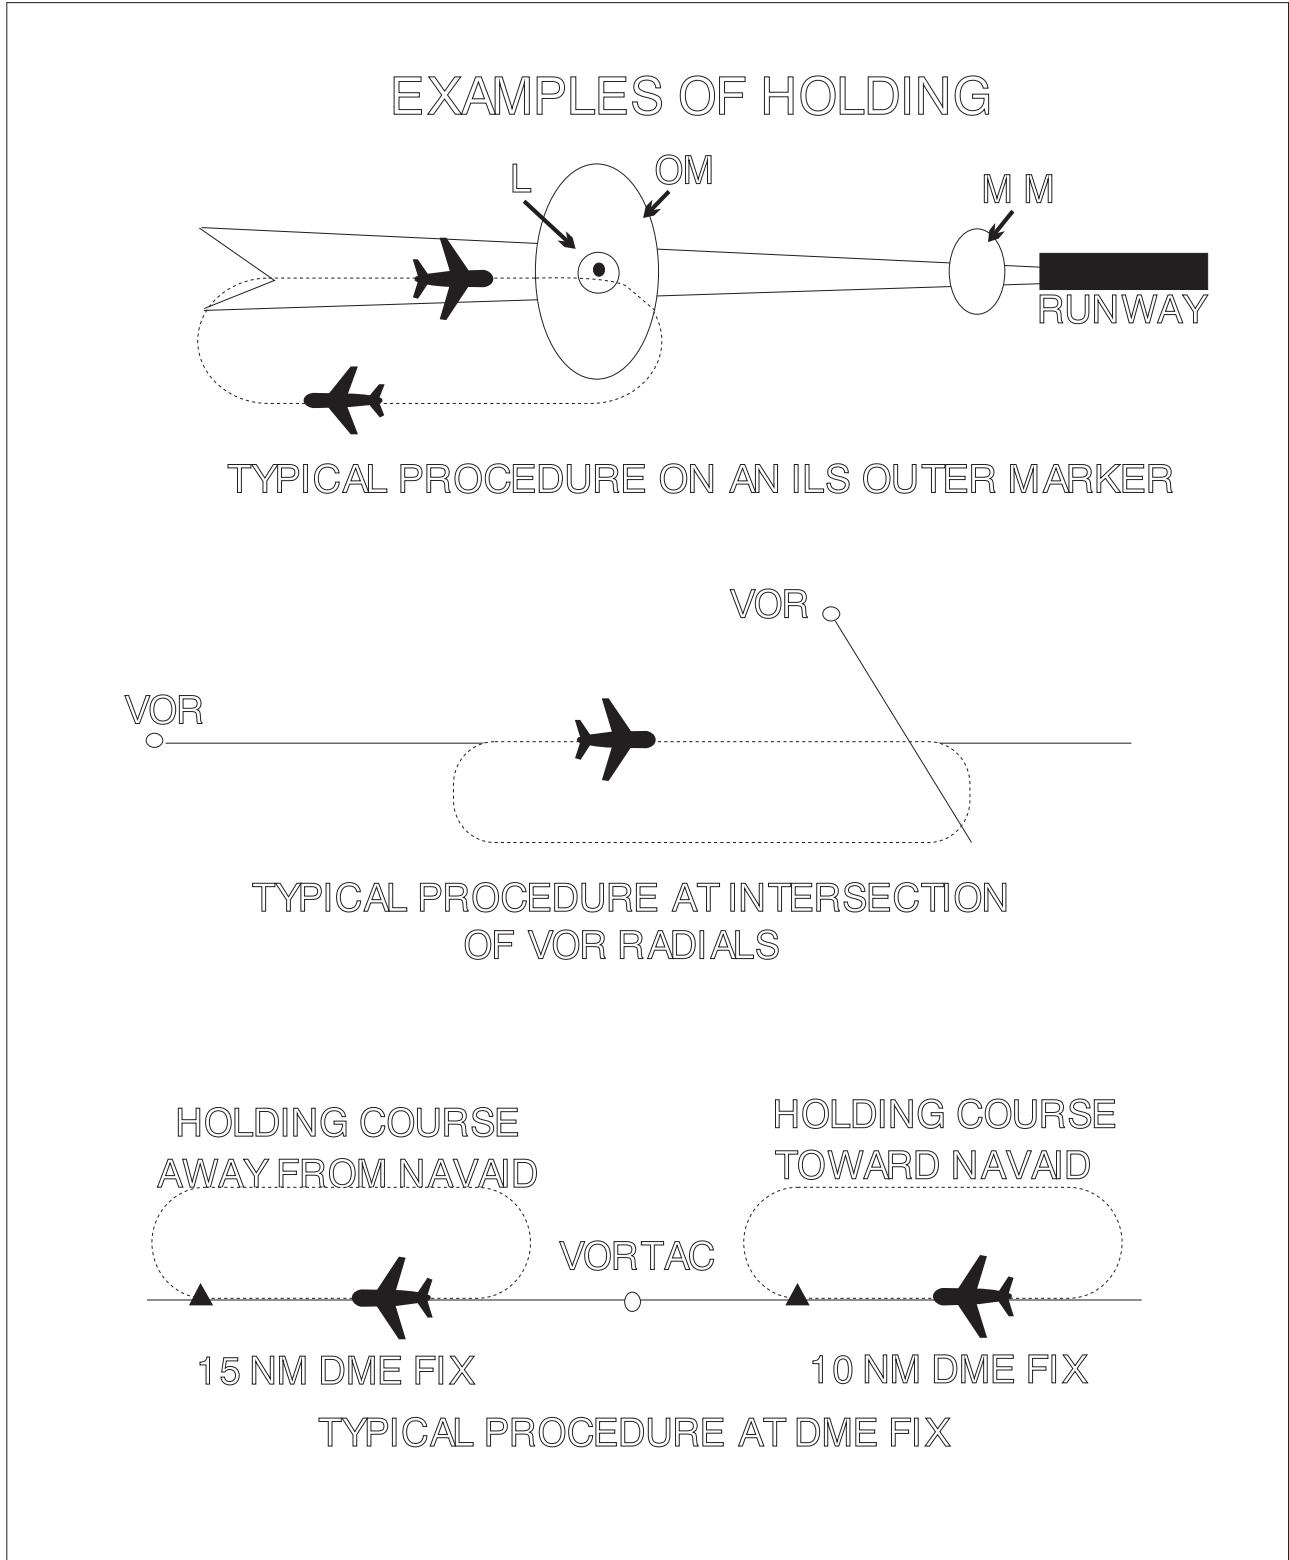 EXAMPLES OF HOLDING
L
OM
M M
RUNWAY
TYPICAL PROCEDURE ON AN ILS OUTER MARKER
VOR
VOR
TYPICAL PROCEDURE AT INTERSECTION
OF VOR RADIALS
HOLDING COURSE
AWAY FROM NAVAID
HOLDING COURSE
TOWARD NAVAID
VORTAC
15 NM DME FIX
10 NM DME FIX
TYPICAL PROCEDURE AT DME FIX